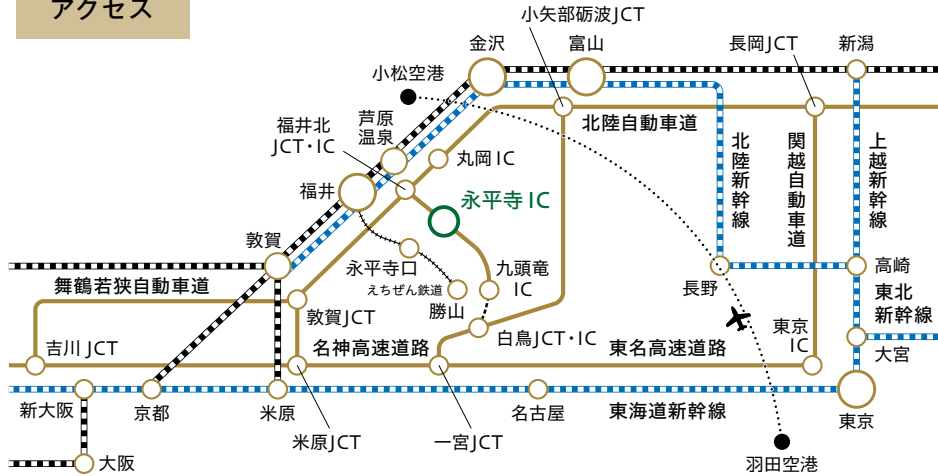 アクセス
小矢部砺波JCT
金沢
富山
長岡JCT
新潟
小松空港
芦原
温泉
福井北
JCT・IC
丸岡 IC
北陸自動車道
北陸新幹線
関越自動車道
上越新幹線
福井
永平寺 IC
敦賀
永平寺口
えちぜん鉄道
勝山
九頭竜
IC
長野
高崎
舞鶴若狭自動車道
敦賀JCT
白鳥JCT・IC
東京
IC
東北
新幹線
吉川 JCT
名神高速道路
東名高速道路
大宮
新大阪
京都
米原
名古屋
東海道新幹線
東京
米原JCT
一宮JCT
大阪
羽田空港